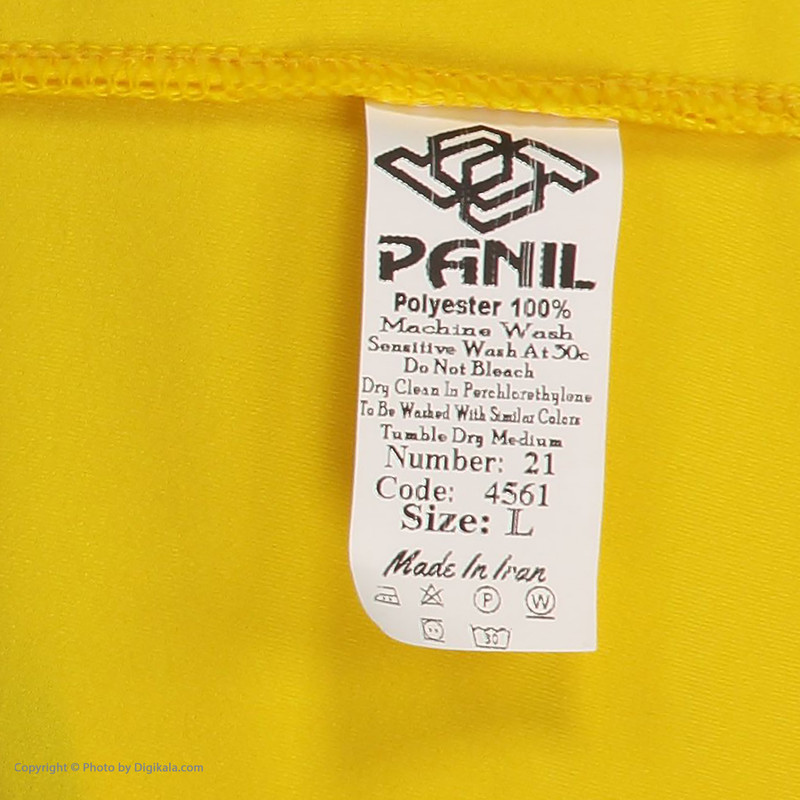 PANIL
Polyester 100%
Machine Wash
Sensitive Wash At 30c
Do Not Bleach
Dry Clean In Perchlorethylene
To Be Washed With Similar Colors
Tumble Dry Medium
Number: 21
Code: 4561
Size: L
Made In Iran
P W
30
Copyright © Photo by Digikala.com